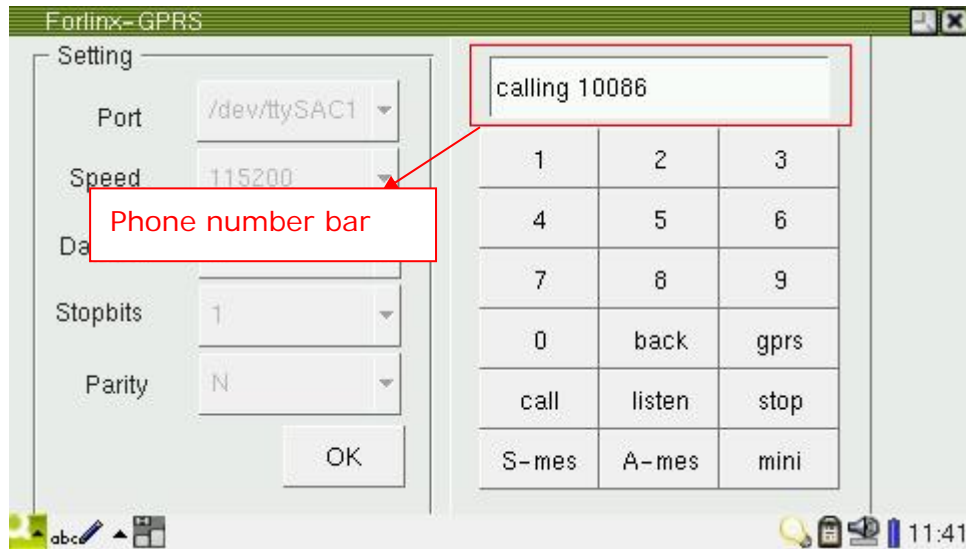 Forlinx-GPRS
Setting
Port
/dev/ttySAC1
Speed
115200
Phone number bar
Da
Stopbits
1
Parity
N
OK
calling 10086
1 2 3
4 5 6
7 8 9
0 back gprs
call listen stop
S-mes A-mes mini
abc
11:41